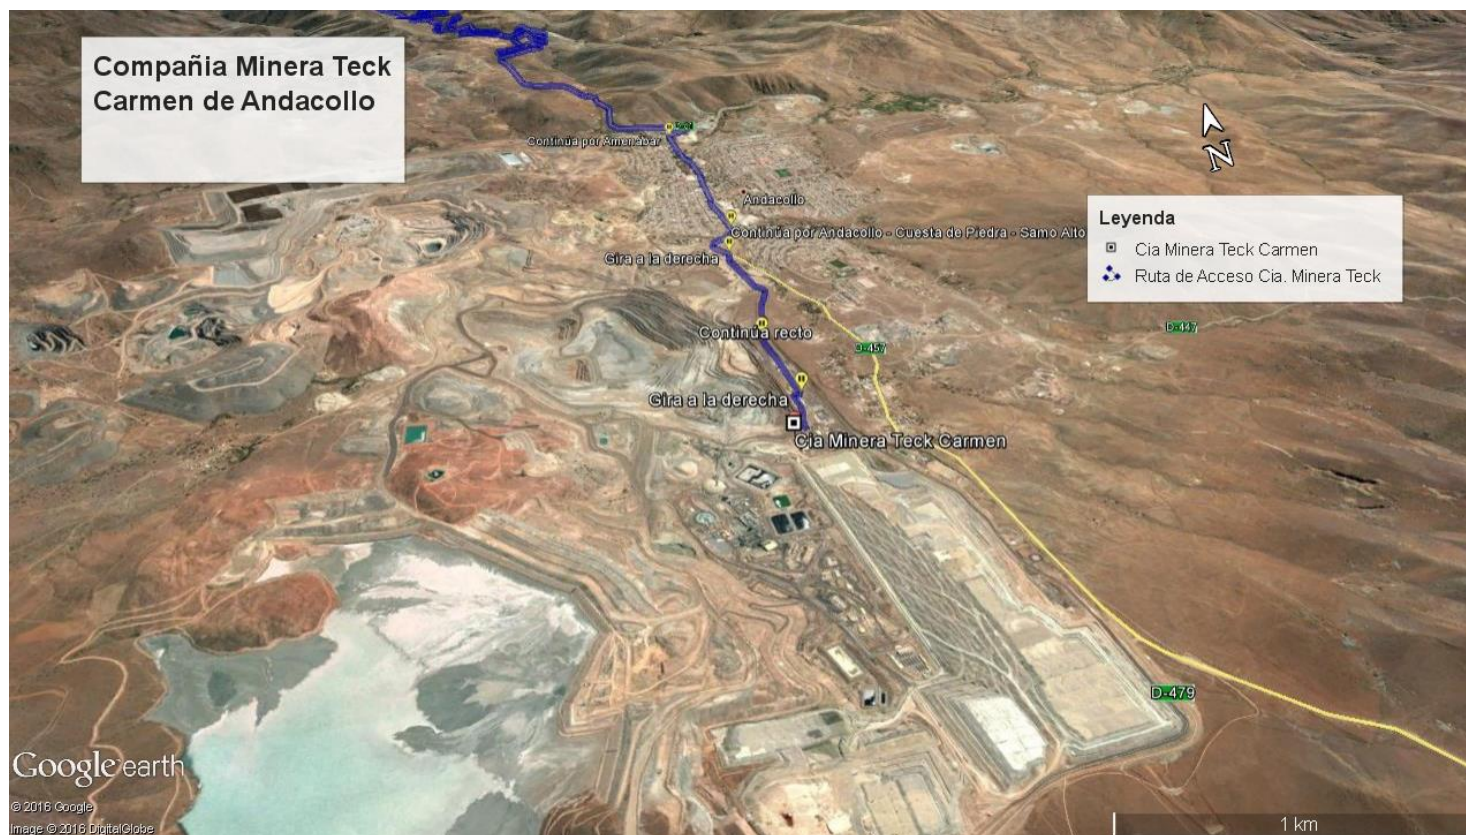 Compañia Minera Teck
Carmen de Andacollo
Continúa por Amenábar
Andacollo
Continúa por Andacollo - Cuesta de Piedra - Samo Alto
Gira a la derecha
Leyenda
Cia Minera Teck Carmen
Ruta de Acceso Cia. Minera Teck
N
D-447
Continúa recto
D-457
Gira a la derecha
Cia Minera Teck Carmen
D-479
Google earth
© 2016 Google
Image © 2016 DigitalGlobe
1 km